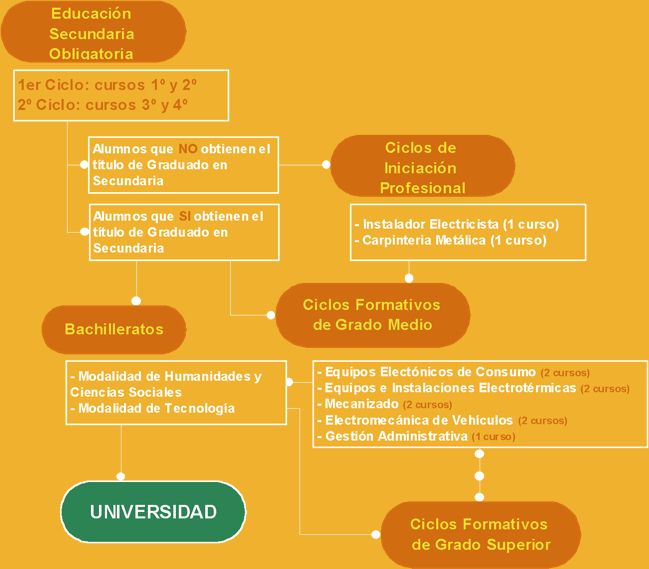 Educación
Secundaria
Obligatoria
1er Ciclo: cursos 1º y 2º
2º Ciclo: cursos 3º y 4º
Alumnos que NO obtienen el
título de Graduado en
Secundaria
Ciclos de
Iniciación
Profesional
Alumnos que SI obtienen el
título de Graduado en
Secundaria
- Instalador Electricista (1 curso)
- Carpinteria Metálica (1 curso)
Ciclos Formativos
de Grado Medio
Bachilleratos
- Modalidad de Humanidades y
Ciencias Sociales
- Modalidad de Tecnología
- Equipos Electónicos de Consumo (2 cursos)
- Equipos e Instalaciones Electrotérmicas (2 cursos)
- Mecanizado (2 cursos)
- Electromecánica de Vehículos (2 cursos)
- Gestión Administrativa (1 curso)
UNIVERSIDAD
Ciclos Formativos
de Grado Superior